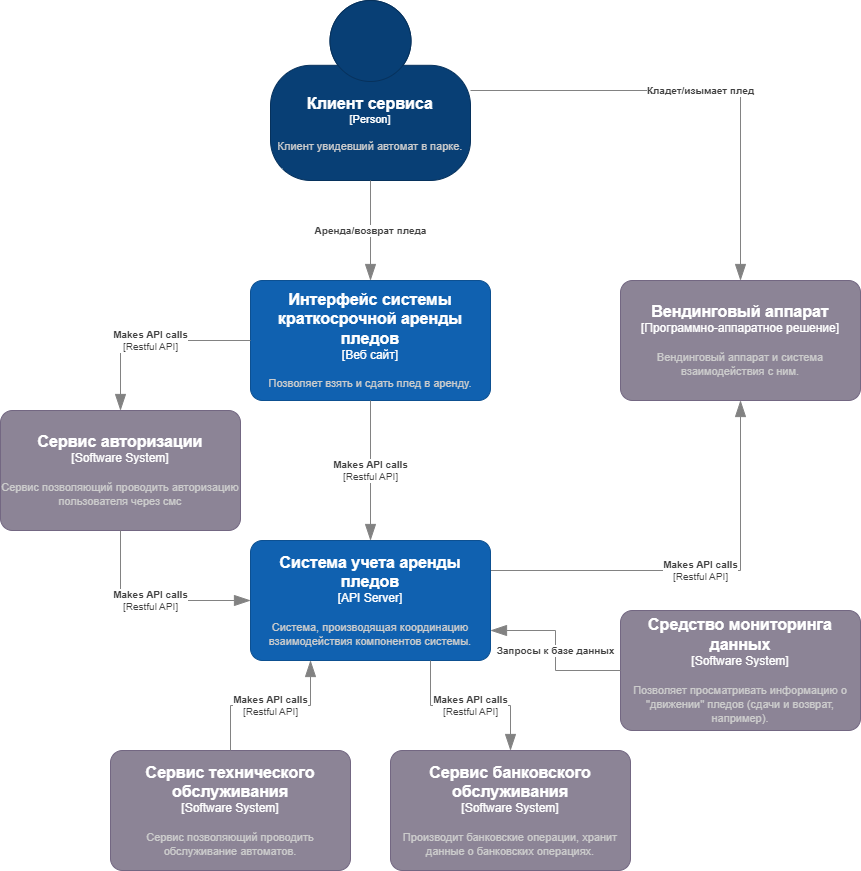 Клиент сервиса
[Person]
Клиент увидевший автомат в парке.
Кладет/изымает плед
Аренда/возврат пледа
Интерфейс системы
краткосрочной аренды
пледов
[Веб сайт]
Позволяет взять и сдать плед в аренду.
Вендинговый аппарат
[Программно-аппаратное решение]
Вендинговый аппарат и система
взаимодействия с ним.
Makes API calls
[Restful API]
Сервис авторизации
[Software System]
Сервис позволяющий проводить авторизацию
пользователя через смс
Makes API calls
[Restful API]
Makes API calls
[Restful API]
Система учета аренды
пледов
[API Server]
Система, производящая координацию
взаимодействия компонентов системы.
Makes API calls
[Restful API]
Запросы к базе данных
Средство мониторинга
данных
[Software System]
Позволяет просматривать информацию о
"движении" пледов (сдачи и возврат,
например).
Makes API calls
[Restful API]
Makes API calls
[Restful API]
Сервис технического
обслуживания
[Software System]
Сервис позволяющий проводить
обслуживание автоматов.
Сервис банковского
обслуживания
[Software System]
Производит банковские операции, хранит
данные о банковских операциях.